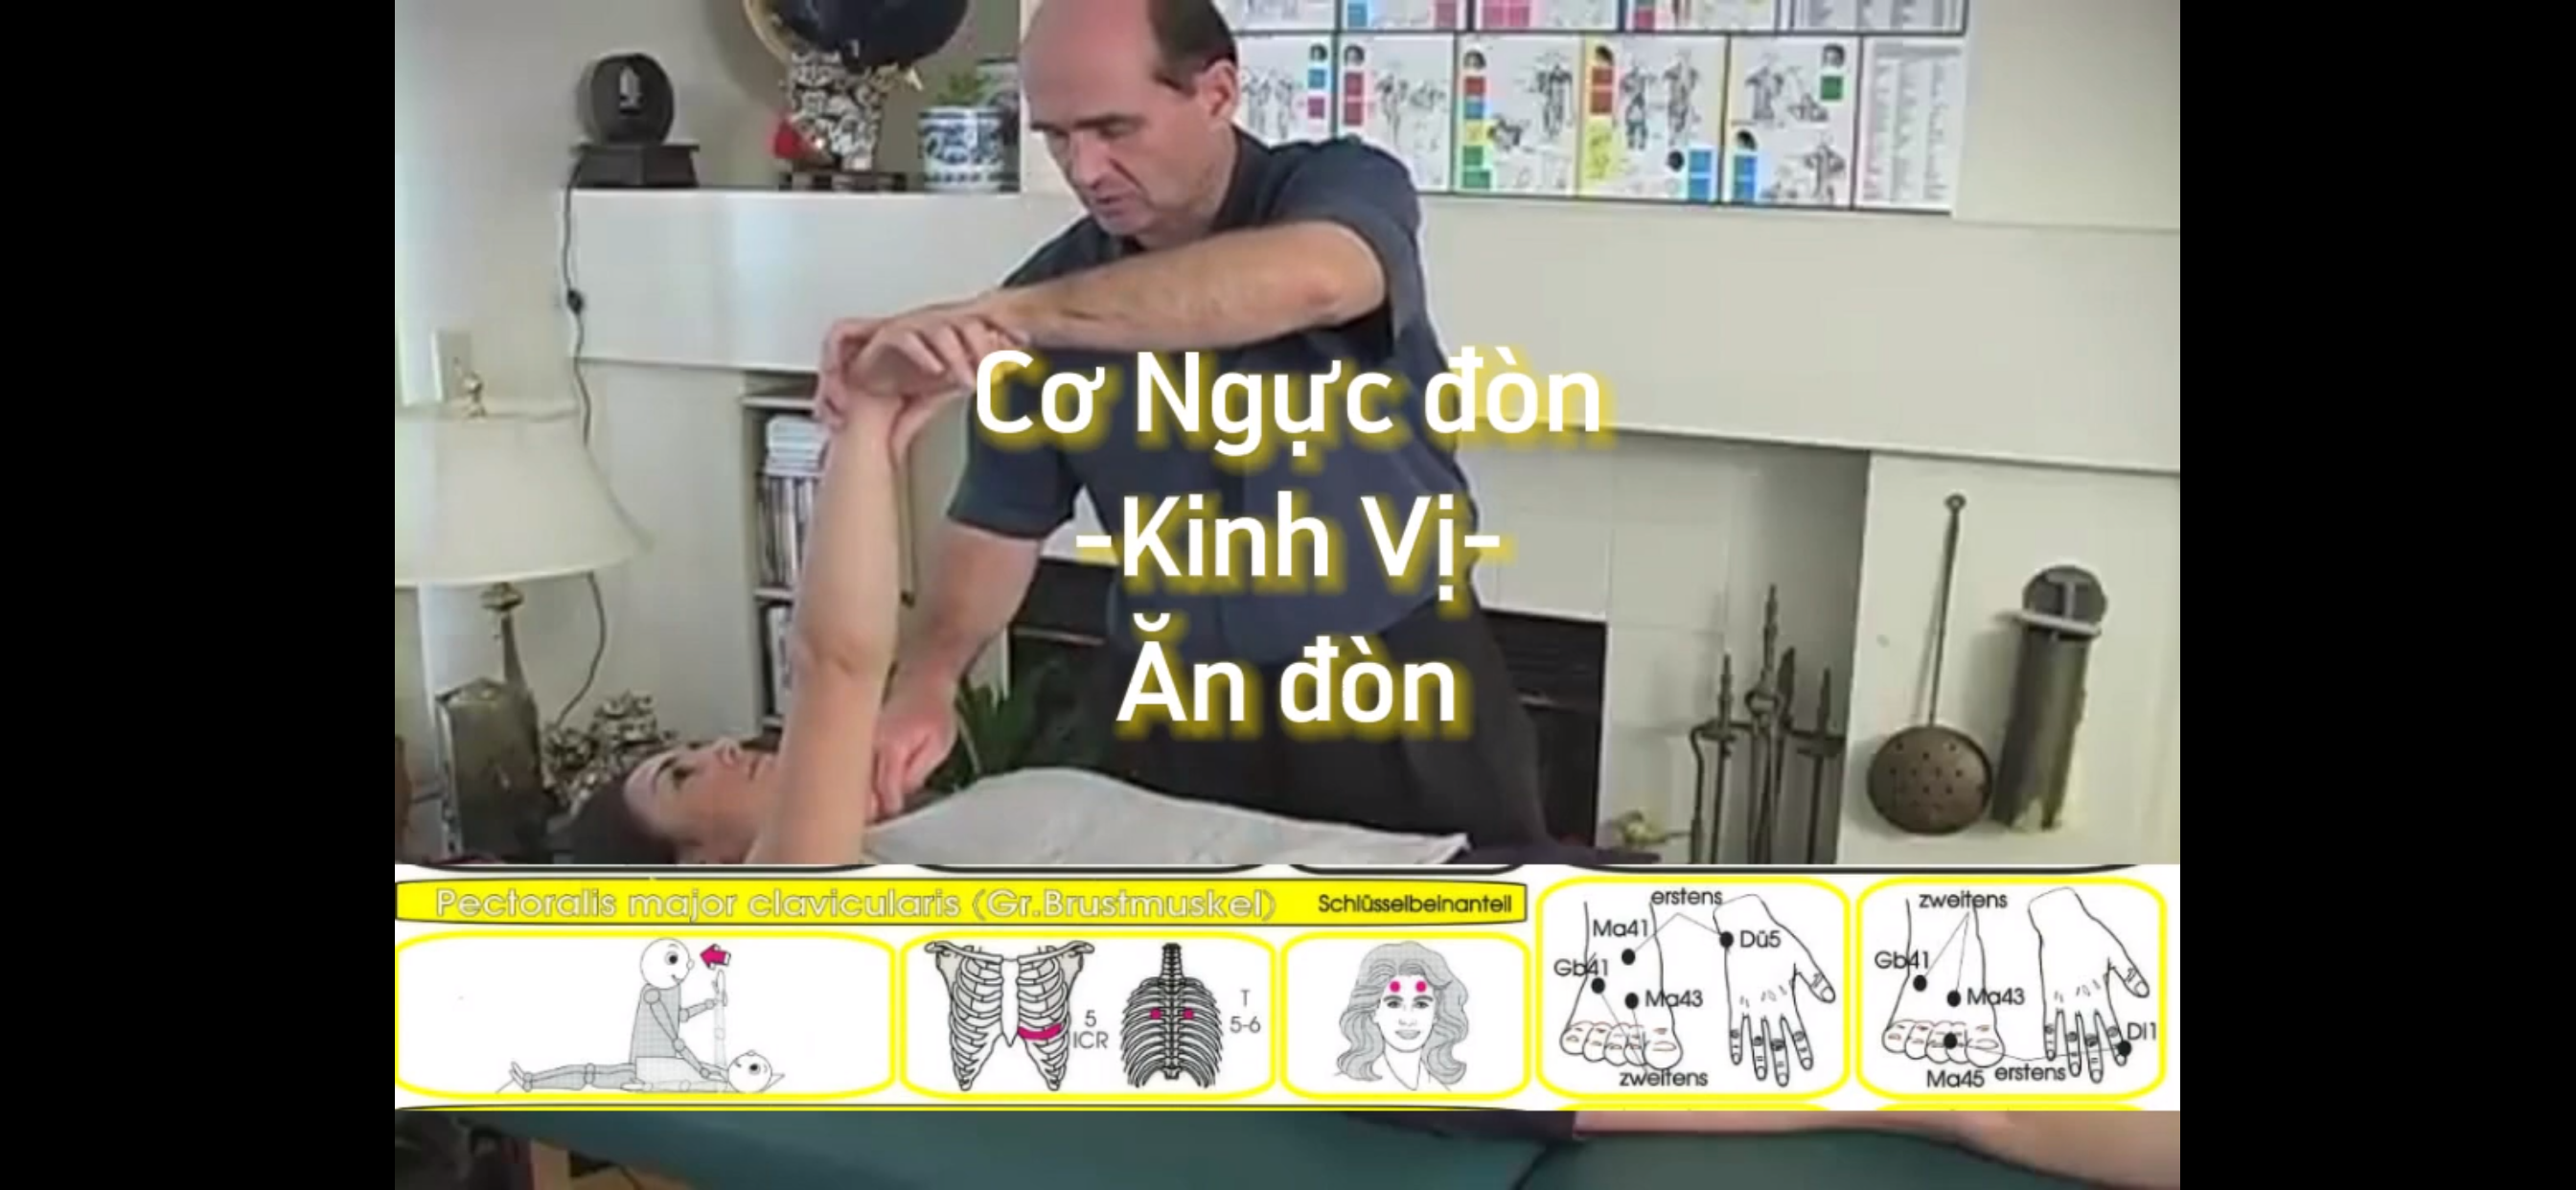 Cơ Ngực đòn
-Kinh Vị-
Ăn đòn
Pectoralis major clavicularis (Gr.Brustmuskel) Schlüsselbeinanteil
5
ICR
T
5-6
erstens
Ma41
Dü5
Gb41
Ma43
zweitens
zweitens
Gb41
Ma43
DI1
Ma45 erstens